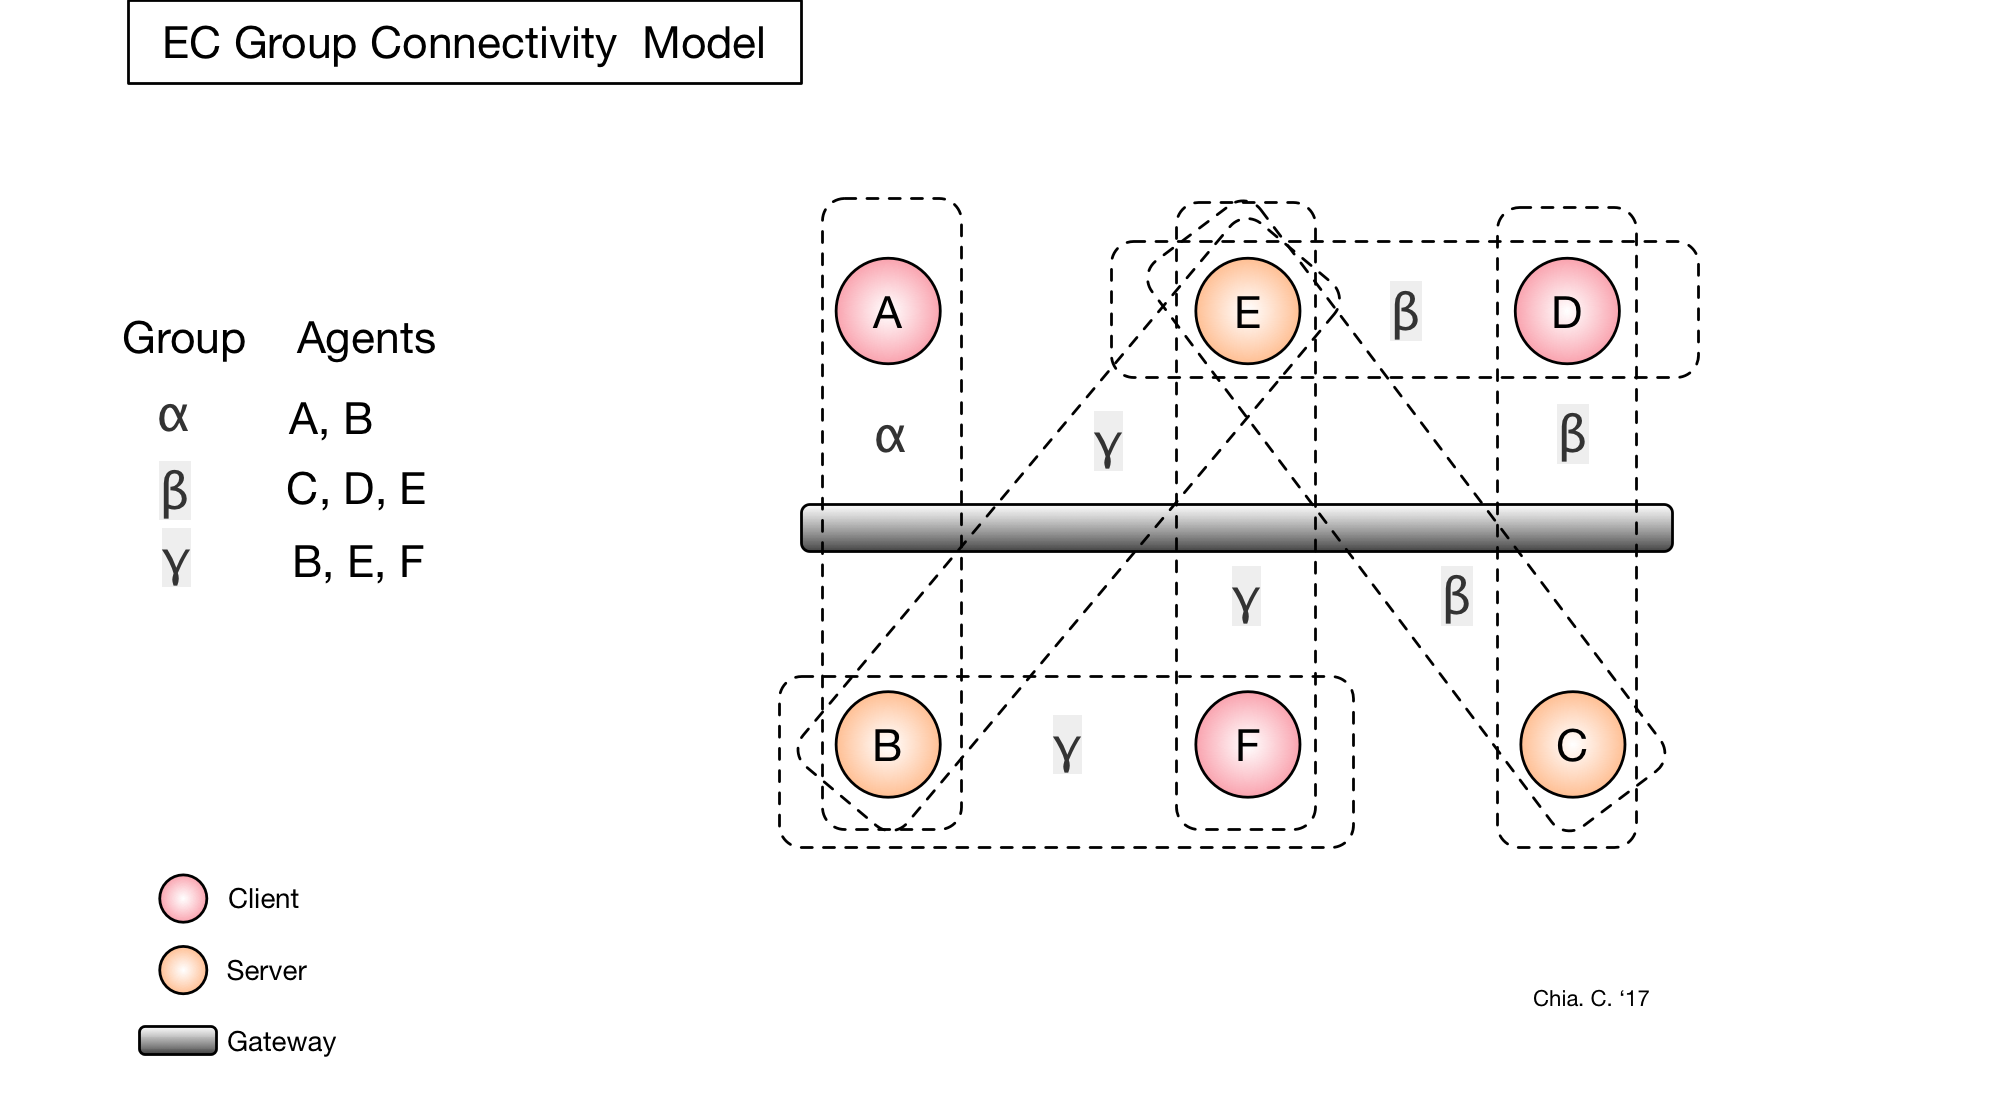 EC Group Connectivity  Model
Group Agents
α A, B
β C, D, E
γ B, E, F
A E β D
α γ β
γ β
B γ F C
Client
Server
Gateway
Chia. C. ‘17